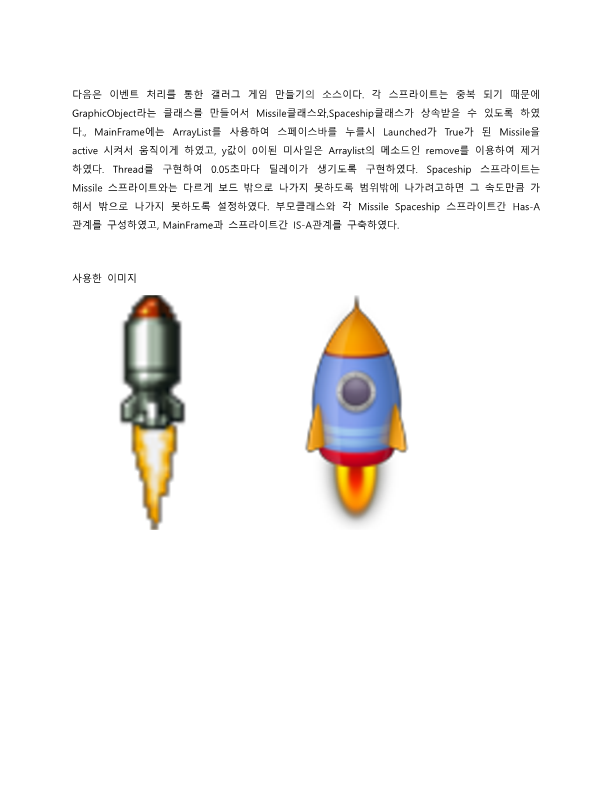 다음은 이벤트 처리를 통한 갤러그 게임 만들기의 소스이다. 각 스프라이트는 중복 되기 때문에
GraphicObject라는 클래스를 만들어서 Missile클래스와,Spaceship클래스가 상속받을 수 있도록 하였
다., MainFrame에는 ArrayList를 사용하여 스페이스바를 누를시 Launched가 True가 된 Missile을
active 시켜서 움직이게 하였고, y값이 0이된 미사일은 Arraylist의 메소드인 remove를 이용하여 제거
하였다. Thread를 구현하여 0.05초마다 딜레이가 생기도록 구현하였다. Spaceship 스프라이트는
Missile 스프라이트와는 다르게 보드 밖으로 나가지 못하도록 범위밖에 나가려고하면 그 속도만큼 가
해서 밖으로 나가지 못하도록 설정하였다. 부모클래스와 각 Missile Spaceship 스프라이트간 Has-A
관계를 구성하였고, MainFrame과 스프라이트간 IS-A관계를 구축하였다.
사용한 이미지